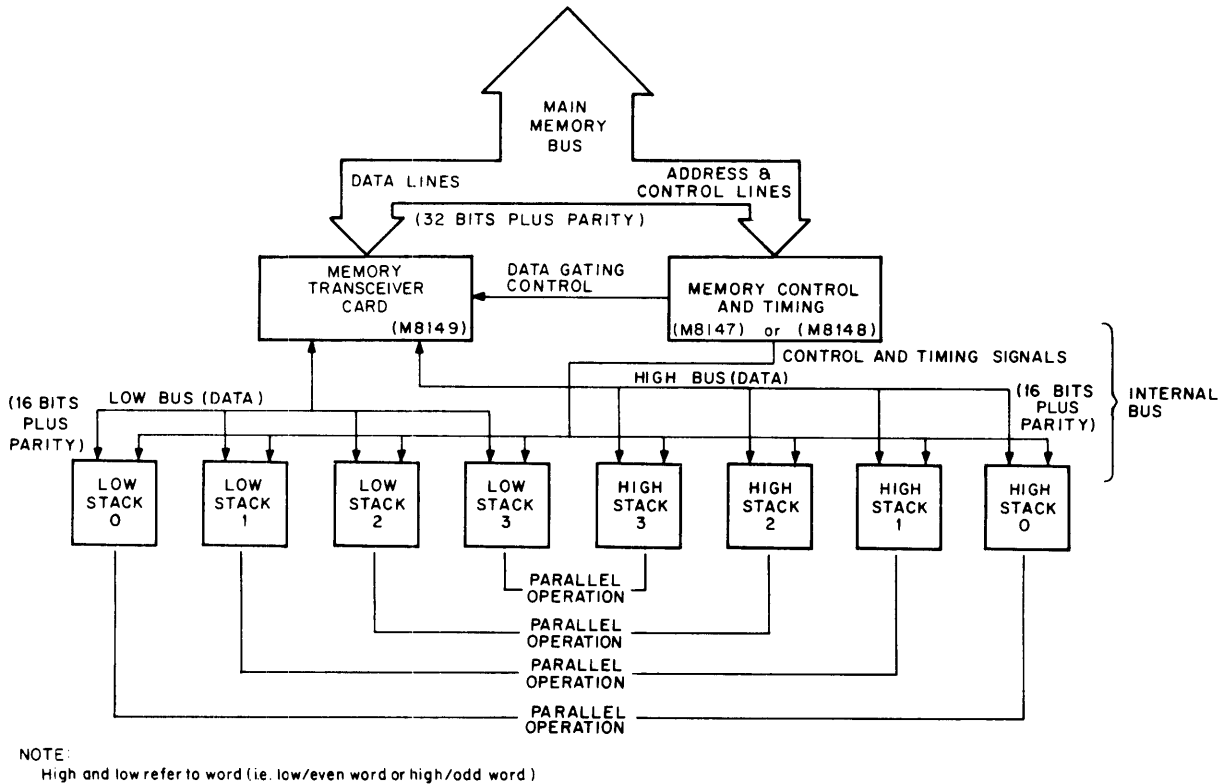 MAIN
MEMORY
BUS
DATA LINES
ADDRESS &
CONTROL LINES
(32 BITS PLUS PARITY)
MEMORY
TRANSCEIVER
CARD
(M8149)
DATA GATING
CONTROL
MEMORY CONTROL
AND TIMING
(M8147) or (M8148)
CONTROL AND TIMING SIGNALS
HIGH BUS (DATA)
LOW BUS (DATA)
(16 BITS
PLUS
PARITY)
(16 BITS
PLUS
PARITY)
INTERNAL
BUS
LOW
STACK
0
LOW
STACK
1
LOW
STACK
2
LOW
STACK
3
HIGH
STACK
3
HIGH
STACK
2
HIGH
STACK
1
HIGH
STACK
0
PARALLEL
OPERATION
PARALLEL
OPERATION
PARALLEL
OPERATION
PARALLEL
OPERATION
NOTE:
High and low refer to word (i.e. low/even word or high/odd word)